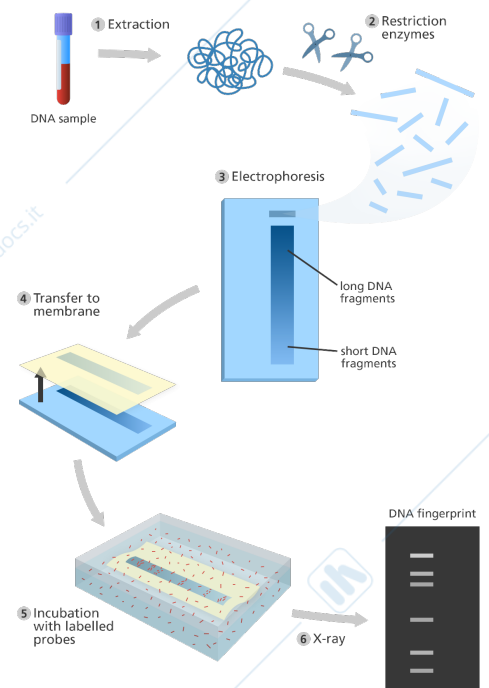 1 Extraction
2 Restriction
enzymes
DNA sample
3 Electrophoresis
long DNA
fragments
4 Transfer to
membrane
short DNA
fragments
DNA fingerprint
5 Incubation
with labelled
probes
6 X-ray